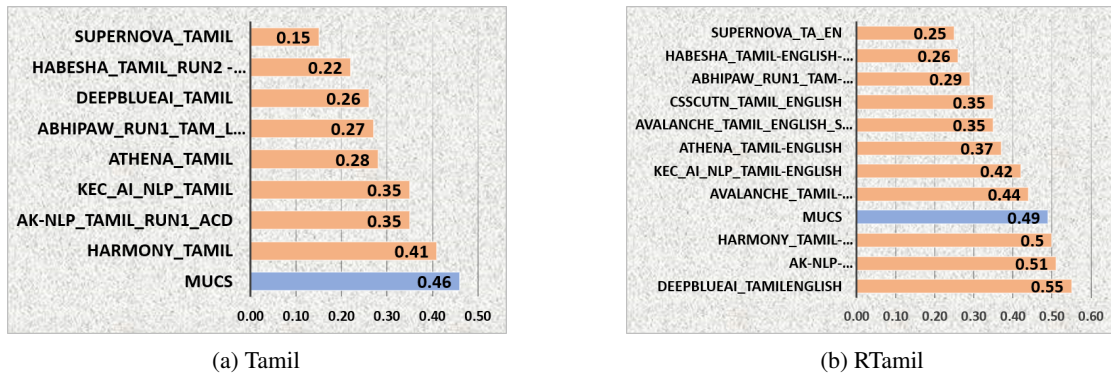 SUPERNOVA_TAMIL 0.15
HABESHA_TAMIL_RUN2 -... 0.22
DEEPBLUEAI_TAMIL 0.26
ABHIPAW_RUN1_TAM_L... 0.27
ATHENA_TAMIL 0.28
KEC_AI_NLP_TAMIL 0.35
AK-NLP_TAMIL_RUN1_ACD 0.35
HARMONY_TAMIL 0.41
MUCS 0.46
0.00 0.10 0.20 0.30 0.40 0.50
(a) Tamil
SUPERNOVA_TA_EN 0.25
HABESHA_TAMIL-ENGLISH-... 0.26
ABHIPAW_RUN1_TAM-... 0.29
CSSCUTN_TAMIL_ENGLISH 0.35
AVALANCHE_TAMIL_ENGLISH_S... 0.35
ATHENA_TAMIL-ENGLISH 0.37
KEC_AI_NLP_TAMIL-ENGLISH 0.42
AVALANCHE_TAMIL-... 0.44
MUCS 0.49
HARMONY_TAMIL-... 0.5
AK-NLP-... 0.51
DEEPBLUEAI_TAMILENGLISH 0.55
0.00 0.10 0.20 0.30 0.40 0.50 0.60
(b) RTamil